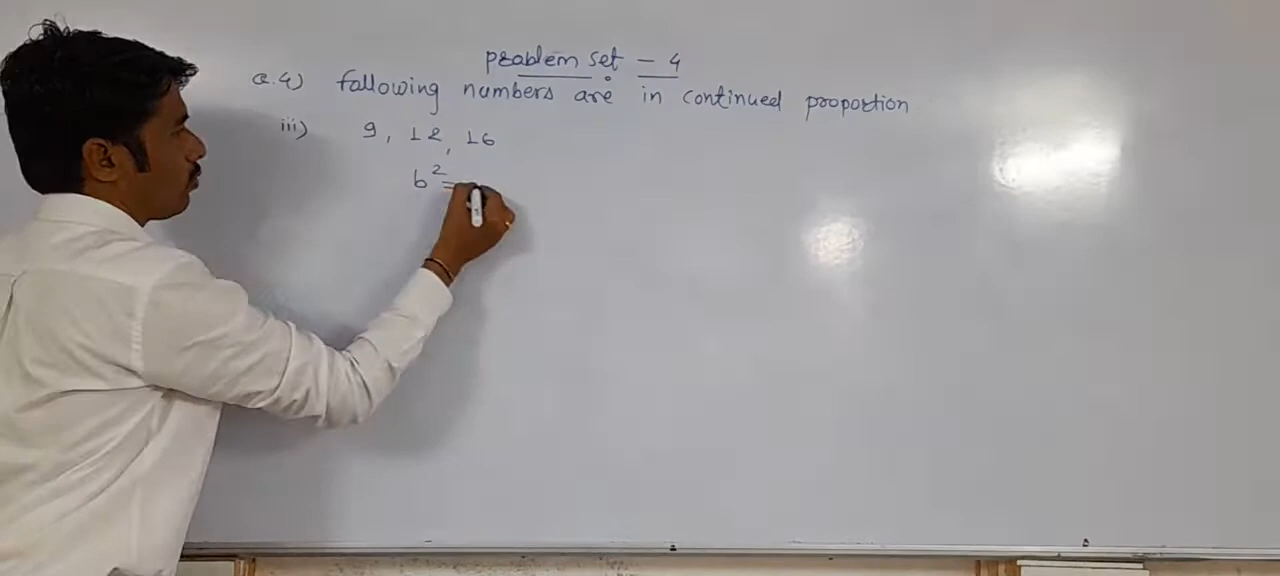 problem set - 4
Q.4) following numbers are in continued proportion
iii) 9, 12, 16
b² =